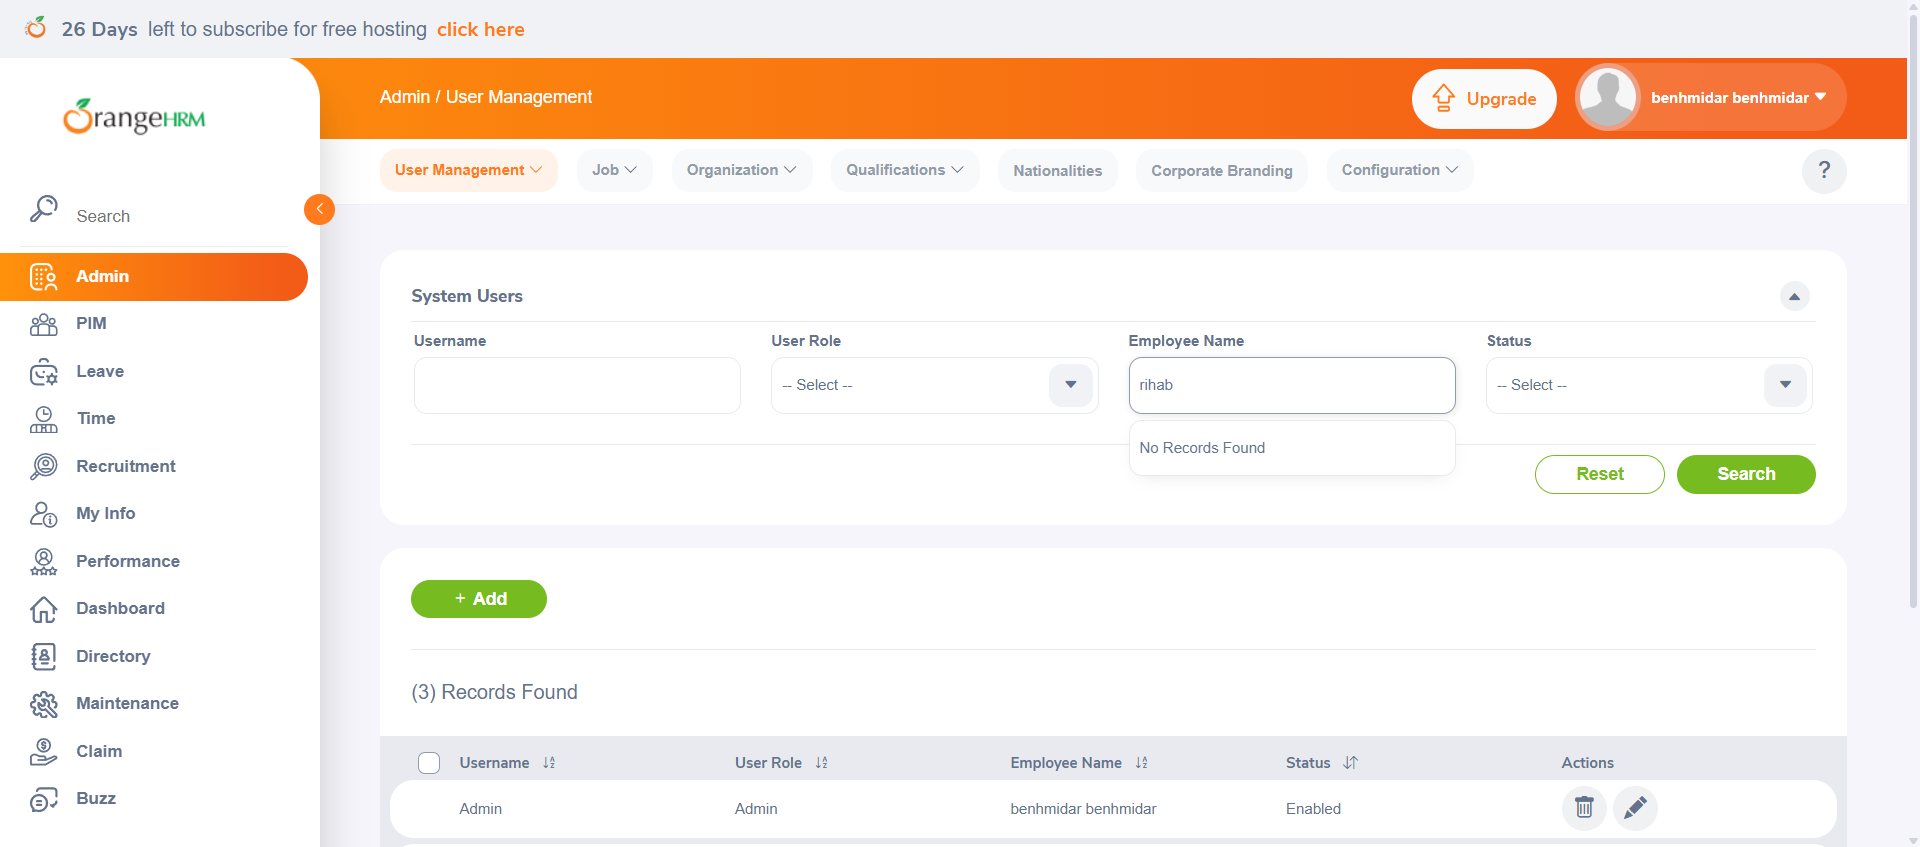 26 Days left to subscribe for free hosting click here
OrangeHRM
Admin / User Management
Upgrade
benhmidar benhmidar
User Management
Job
Organization
Qualifications
Nationalities
Corporate Branding
Configuration
?
Search
Admin
PIM
Leave
Time
Recruitment
My Info
Performance
Dashboard
Directory
Maintenance
Claim
Buzz
System Users
Username
User Role
Employee Name
Status
-- Select --
rihab
-- Select --
No Records Found
Reset
Search
+ Add
(3) Records Found
Username
User Role
Employee Name
Status
Actions
Admin
Admin
benhmidar benhmidar
Enabled